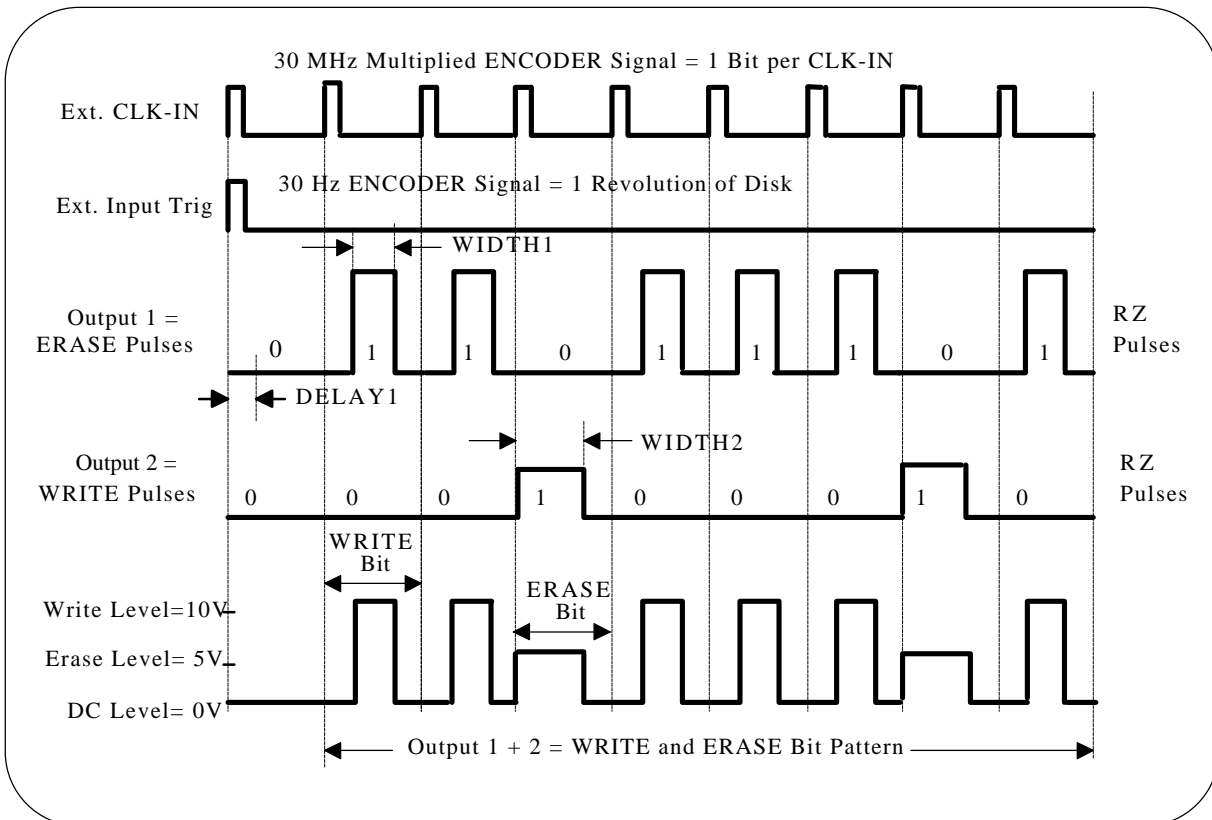 30 MHz Multiplied ENCODER Signal = 1 Bit per CLK-IN
Ext. CLK-IN
30 Hz ENCODER Signal = 1 Revolution of Disk
Ext. Input Trig
WIDTH1
Output 1 =
ERASE Pulses
0 1 1 0 1 1 1 0 1
RZ
Pulses
DELAY1
WIDTH2
Output 2 =
WRITE Pulses
0 0 0 1 0 0 0 1 0
RZ
Pulses
WRITE
Bit
ERASE
Bit
Write Level=10V
Erase Level= 5V
DC Level= 0V
Output 1 + 2 = WRITE and ERASE Bit Pattern